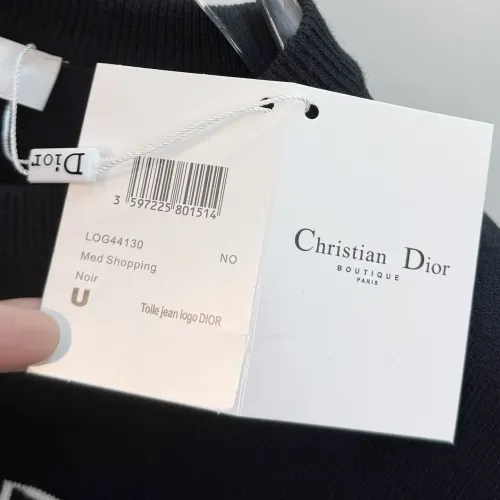 Dior
3 597225 801514
LOG44130 NO
Med Shopping
Noir
U
Toile jean logo DIOR
Christian Dior
BOUTIQUE
PARIS